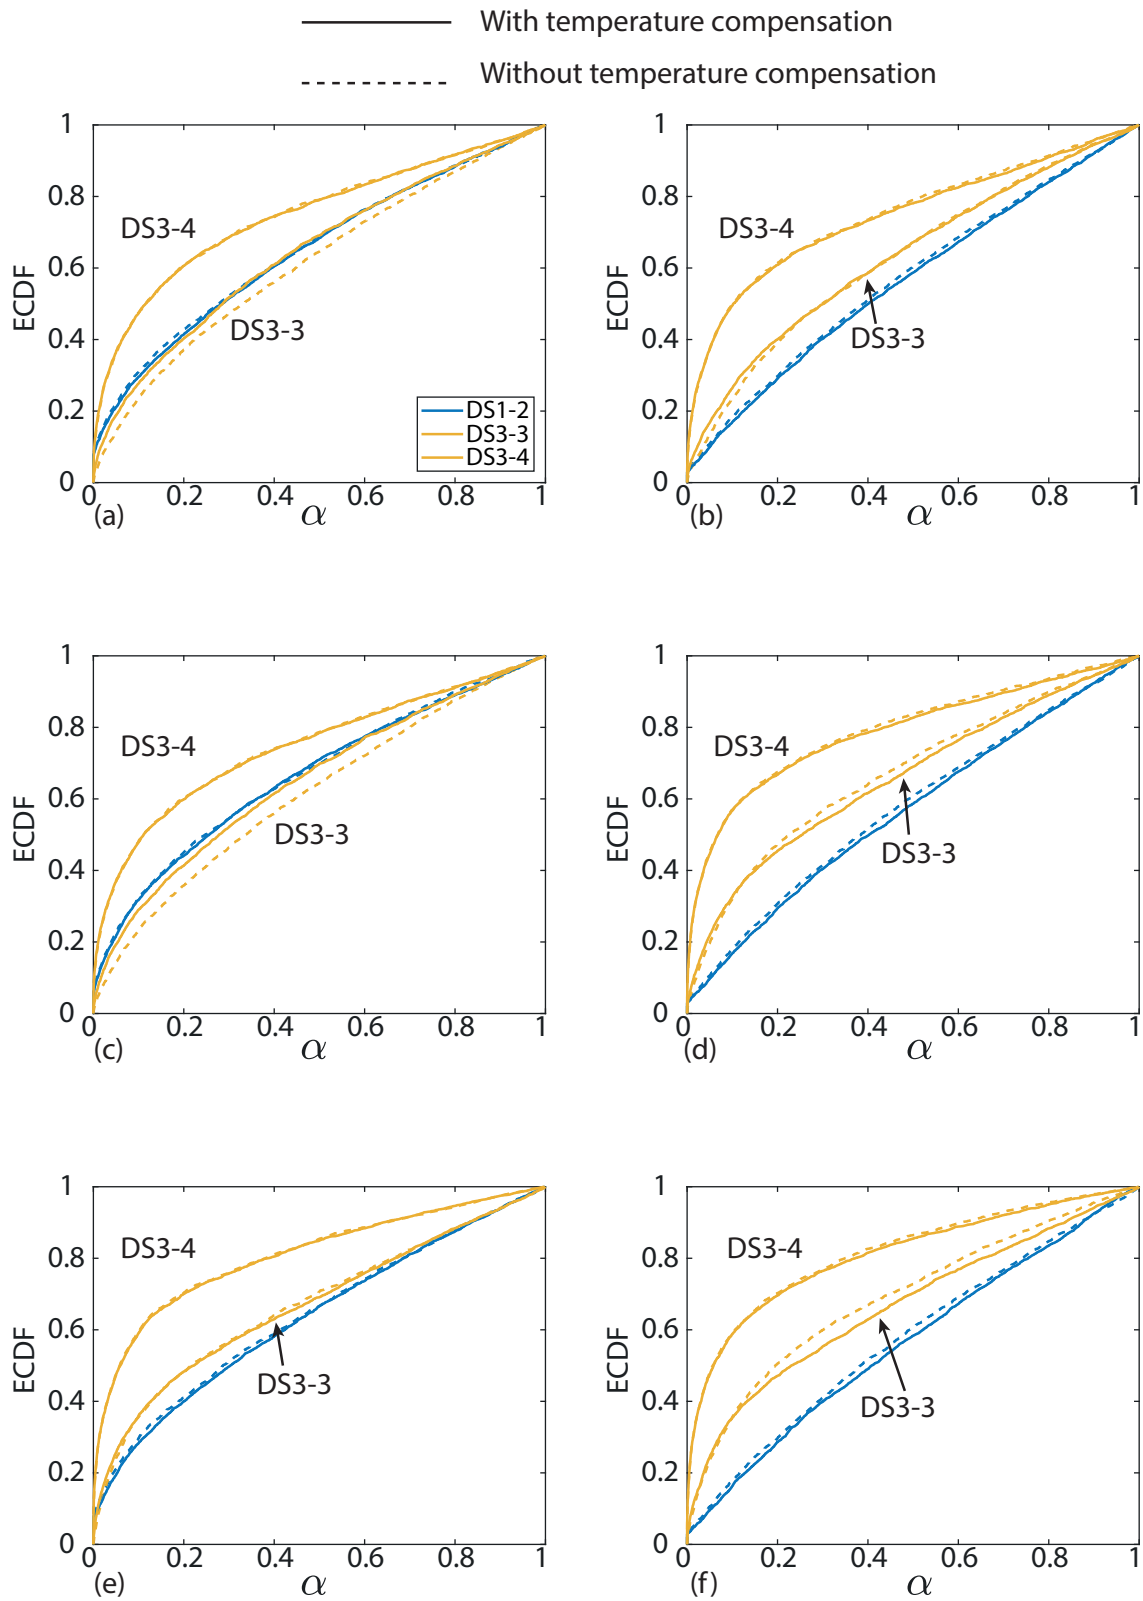 With temperature compensation
Without temperature compensation
1
0.8
0.6
0.4
0.2
0
ECDF
DS3-4
DS3-3
DS1-2
DS3-3
DS3-4
0 0.2 0.4 0.6 0.8 1
(a) α
1
0.8
0.6
0.4
0.2
0
ECDF
DS3-4
DS3-3
0 0.2 0.4 0.6 0.8 1
(b) α
1
0.8
0.6
0.4
0.2
0
ECDF
DS3-4
DS3-3
0 0.2 0.4 0.6 0.8 1
(c) α
1
0.8
0.6
0.4
0.2
0
ECDF
DS3-4
DS3-3
0 0.2 0.4 0.6 0.8 1
(d) α
1
0.8
0.6
0.4
0.2
0
ECDF
DS3-4
DS3-3
0 0.2 0.4 0.6 0.8 1
(e) α
1
0.8
0.6
0.4
0.2
0
ECDF
DS3-4
DS3-3
0 0.2 0.4 0.6 0.8 1
(f) α